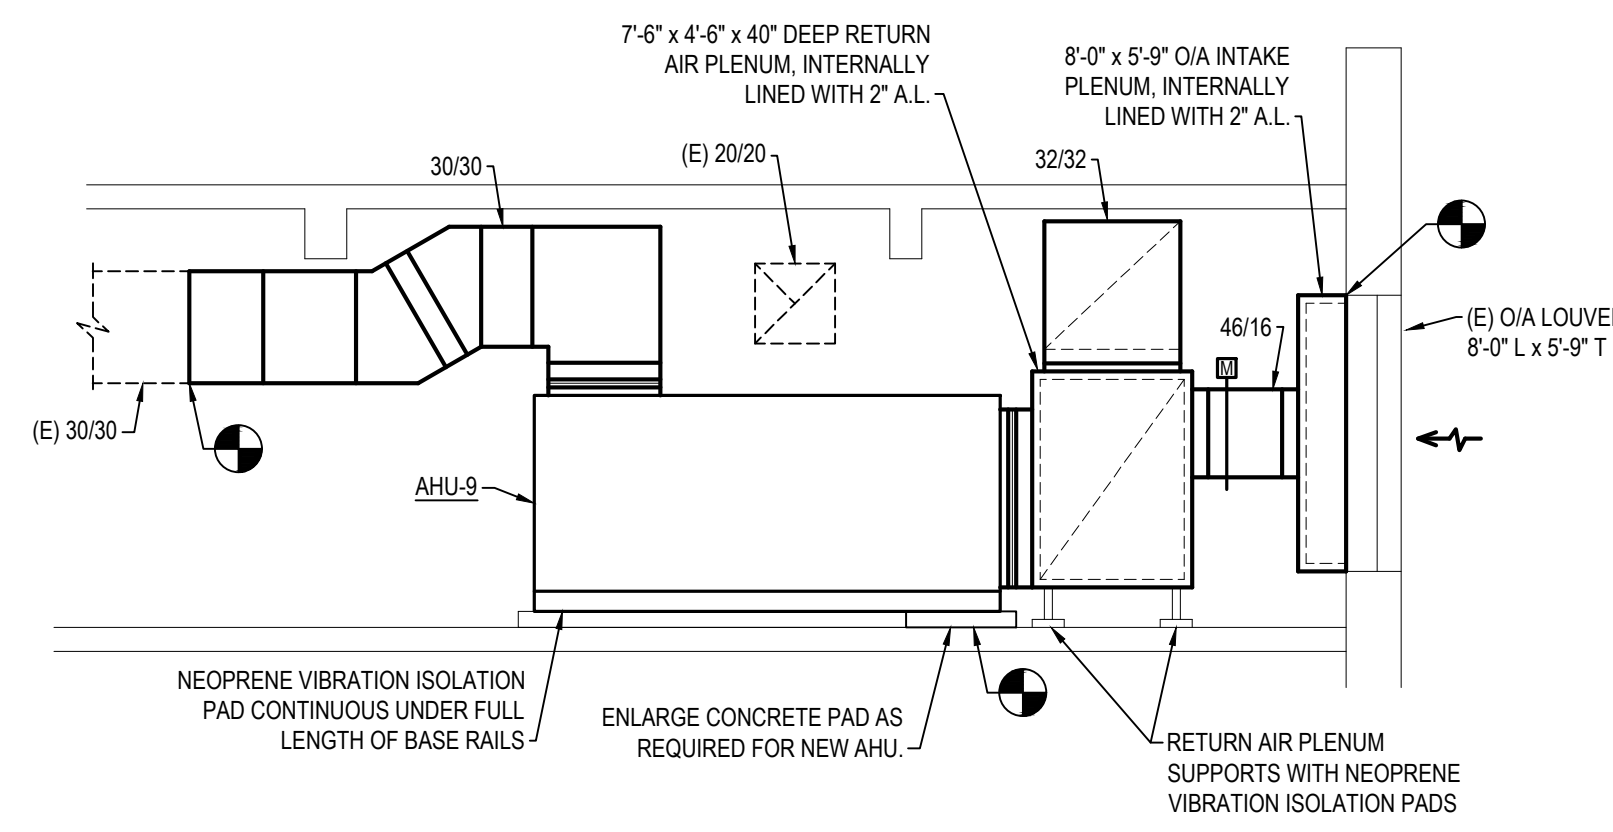 7'-6" x 4'-6" x 40" DEEP RETURN
AIR PLENUM, INTERNALLY
LINED WITH 2" A.L.
8'-0" x 5'-9" O/A INTAKE
PLENUM, INTERNALLY
LINED WITH 2" A.L.
30/30
(E) 20/20
32/32
46/16
M
(E) O/A LOUVE
8'-0" L x 5'-9" T
(E) 30/30
AHU-9
NEOPRENE VIBRATION ISOLATION
PAD CONTINUOUS UNDER FULL
LENGTH OF BASE RAILS
ENLARGE CONCRETE PAD AS
REQUIRED FOR NEW AHU.
RETURN AIR PLENUM
SUPPORTS WITH NEOPRENE
VIBRATION ISOLATION PADS